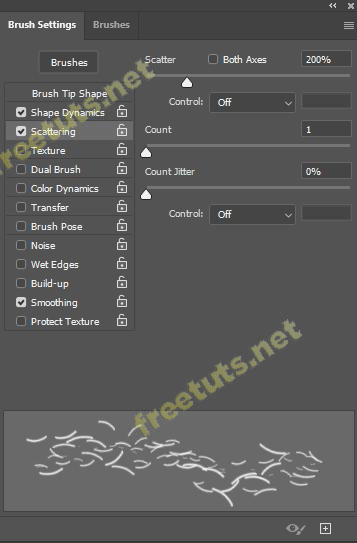 Brush Settings Brushes
Brushes
Scatter Both Axes 200%
Brush Tip Shape
Shape Dynamics
Control: Off
Scattering
Texture
Count 1
Dual Brush
Count Jitter 0%
Color Dynamics
Transfer
Control: Off
Brush Pose
Noise
Wet Edges
Build-up
Smoothing
Protect Texture
freetuts.net
freetuts.net